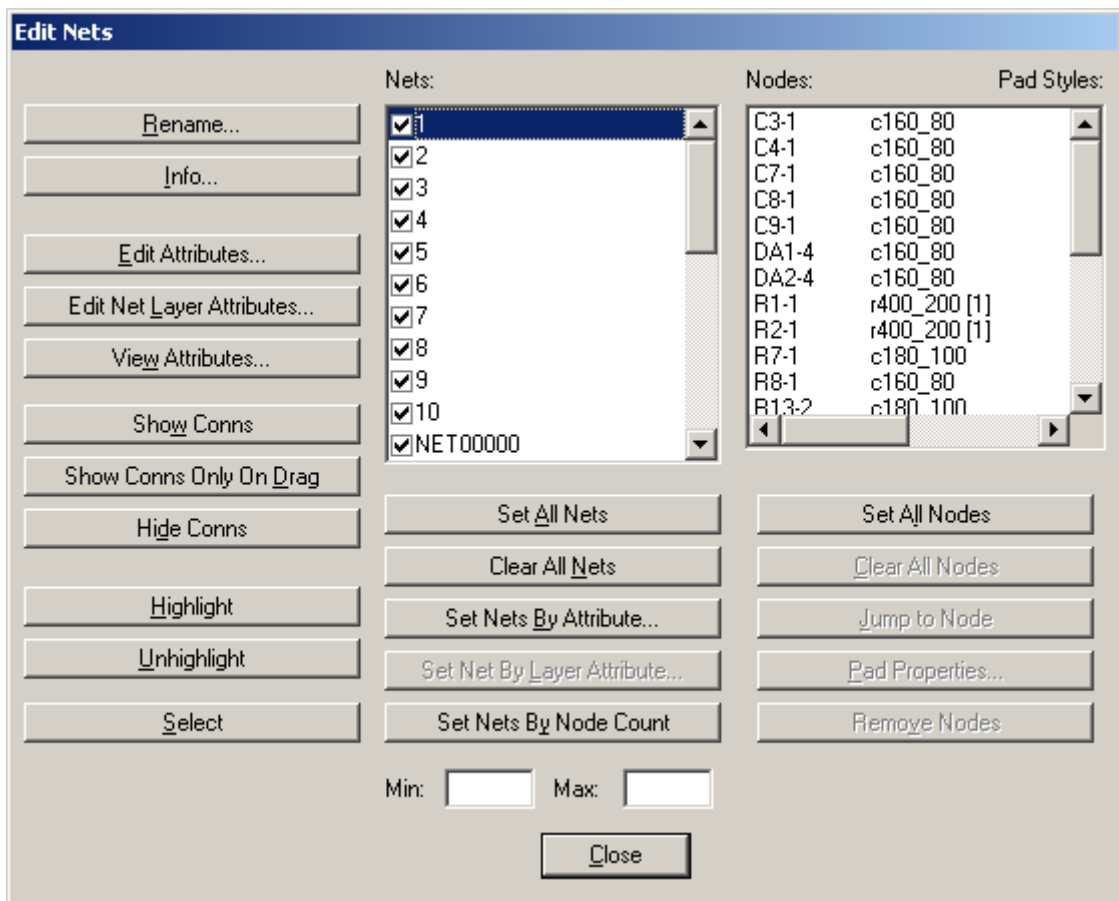 Edit Nets
Rename...
Info...
Edit Attributes...
Edit Net Layer Attributes...
View Attributes...
Show Conns
Show Conns Only On Drag
Hide Conns
Highlight
Unhighlight
Select
Nets:
1
2
3
4
5
6
7
8
9
10
NET00000
Set All Nets
Clear All Nets
Set Nets By Attribute...
Set Net By Layer Attribute...
Set Nets By Node Count
Min: Max:
Nodes: Pad Styles:
C3-1 c160_80
C4-1 c160_80
C7-1 c160_80
C8-1 c160_80
C9-1 c160_80
DA1-4 c160_80
DA2-4 c160_80
R1-1 r400_200 [1]
R2-1 r400_200 [1]
R7-1 c180_100
R8-1 c160_80
R13-2 c180_100
Set All Nodes
Clear All Nodes
Jump to Node
Pad Properties...
Remove Nodes
Close